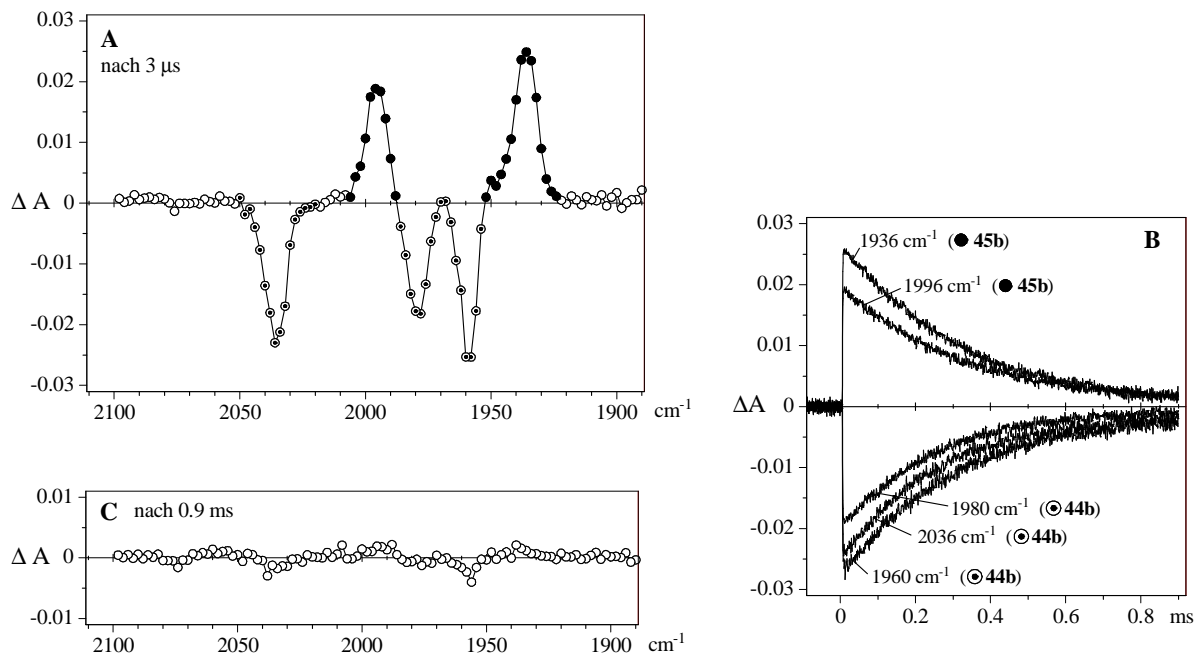 0.03
A
nach 3 µs
0.02
0.01
Δ A
0
-0.01
-0.02
-0.03
2100
2050
2000
1950
1900
cm-1
0.01
C nach 0.9 ms
Δ A
0
-0.01
2100
2050
2000
1950
1900
cm-1
0.03
1936 cm-1 (● 45b)
B
1996 cm-1 (● 45b)
0.02
0.01
ΔA
0
-0.01
1980 cm-1 (⊙ 44b)
-0.02
2036 cm-1 (⊙ 44b)
1960 cm-1 (⊙ 44b)
-0.03
0
0.2
0.4
0.6
0.8
ms